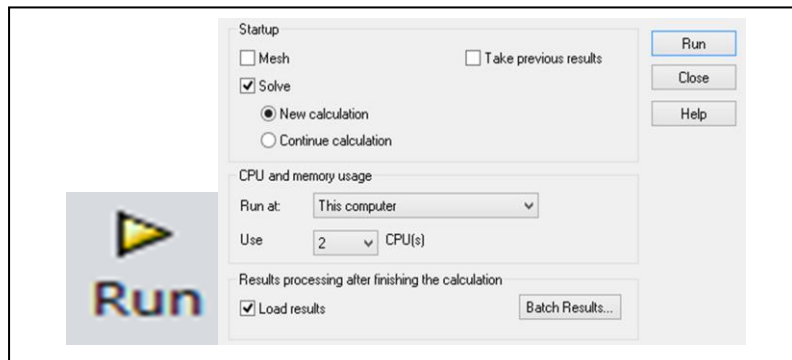 Startup
Mesh
Take previous results
Solve
New calculation
Continue calculation
CPU and memory usage
Run at:
This computer
Use
2
CPU(s)
Results processing after finishing the calculation
Load results
Batch Results...
Run
Close
Help
Run